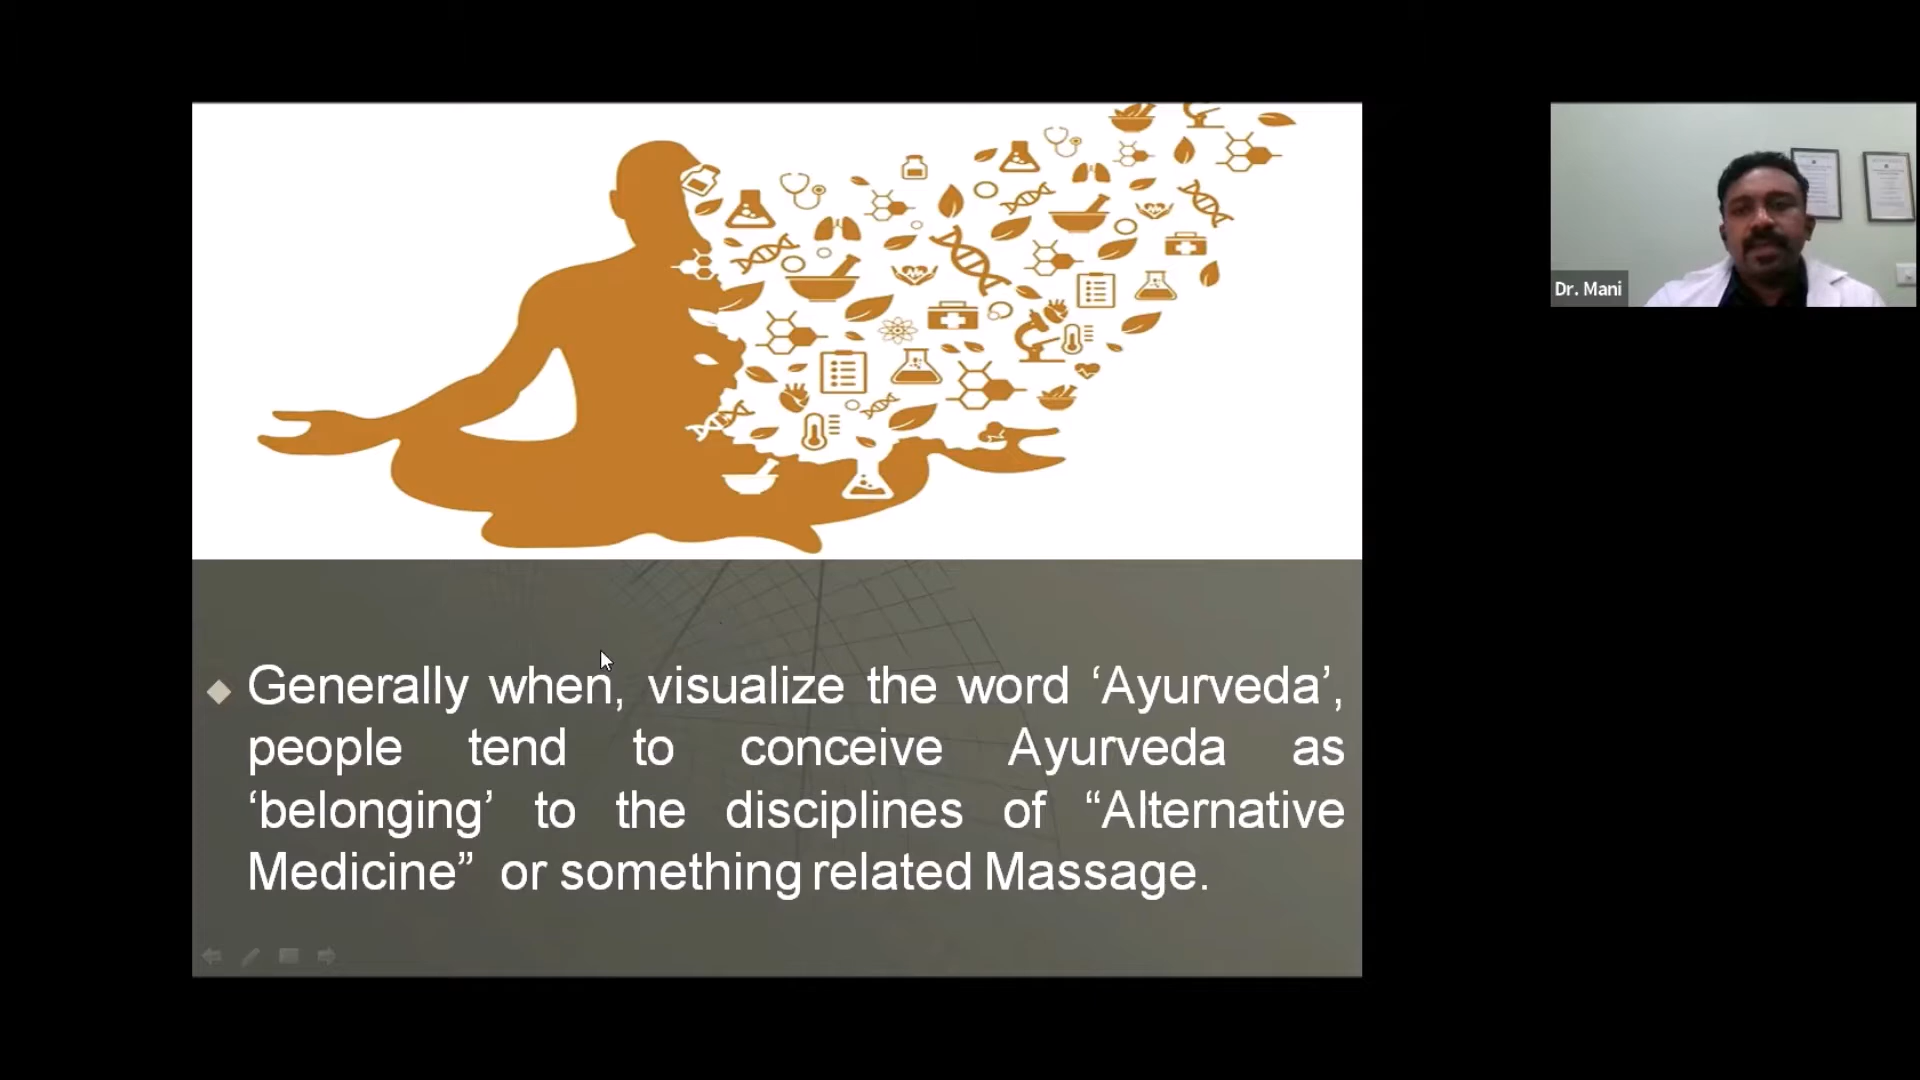 Dr. Mani
Generally when, visualize the word ‘Ayurveda’,
people tend to conceive Ayurveda as
‘belonging’ to the disciplines of “Alternative
Medicine” or something related Massage.